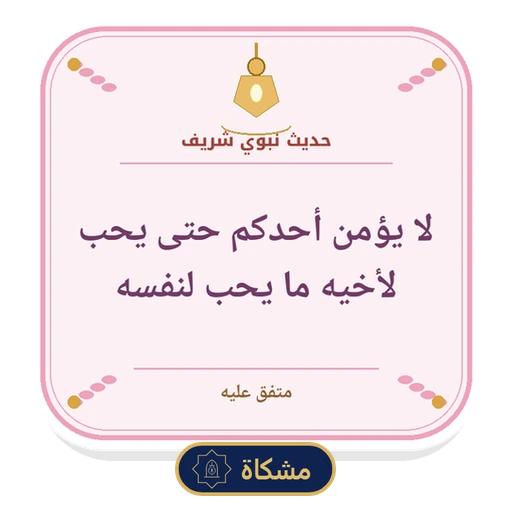 حديث نبوي شريف
لا يؤمن أحدكم حتى يحب
لأخيه ما يحب لنفسه
متفق عليه
مشكاة